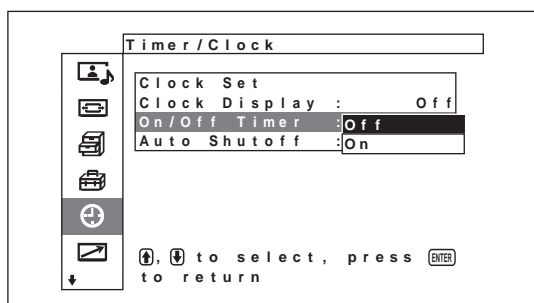 Timer/Clock
Clock Set
Clock Display : Off
On/Off Timer : Off
Auto Shutoff : On
, to select, press ENTER
to return